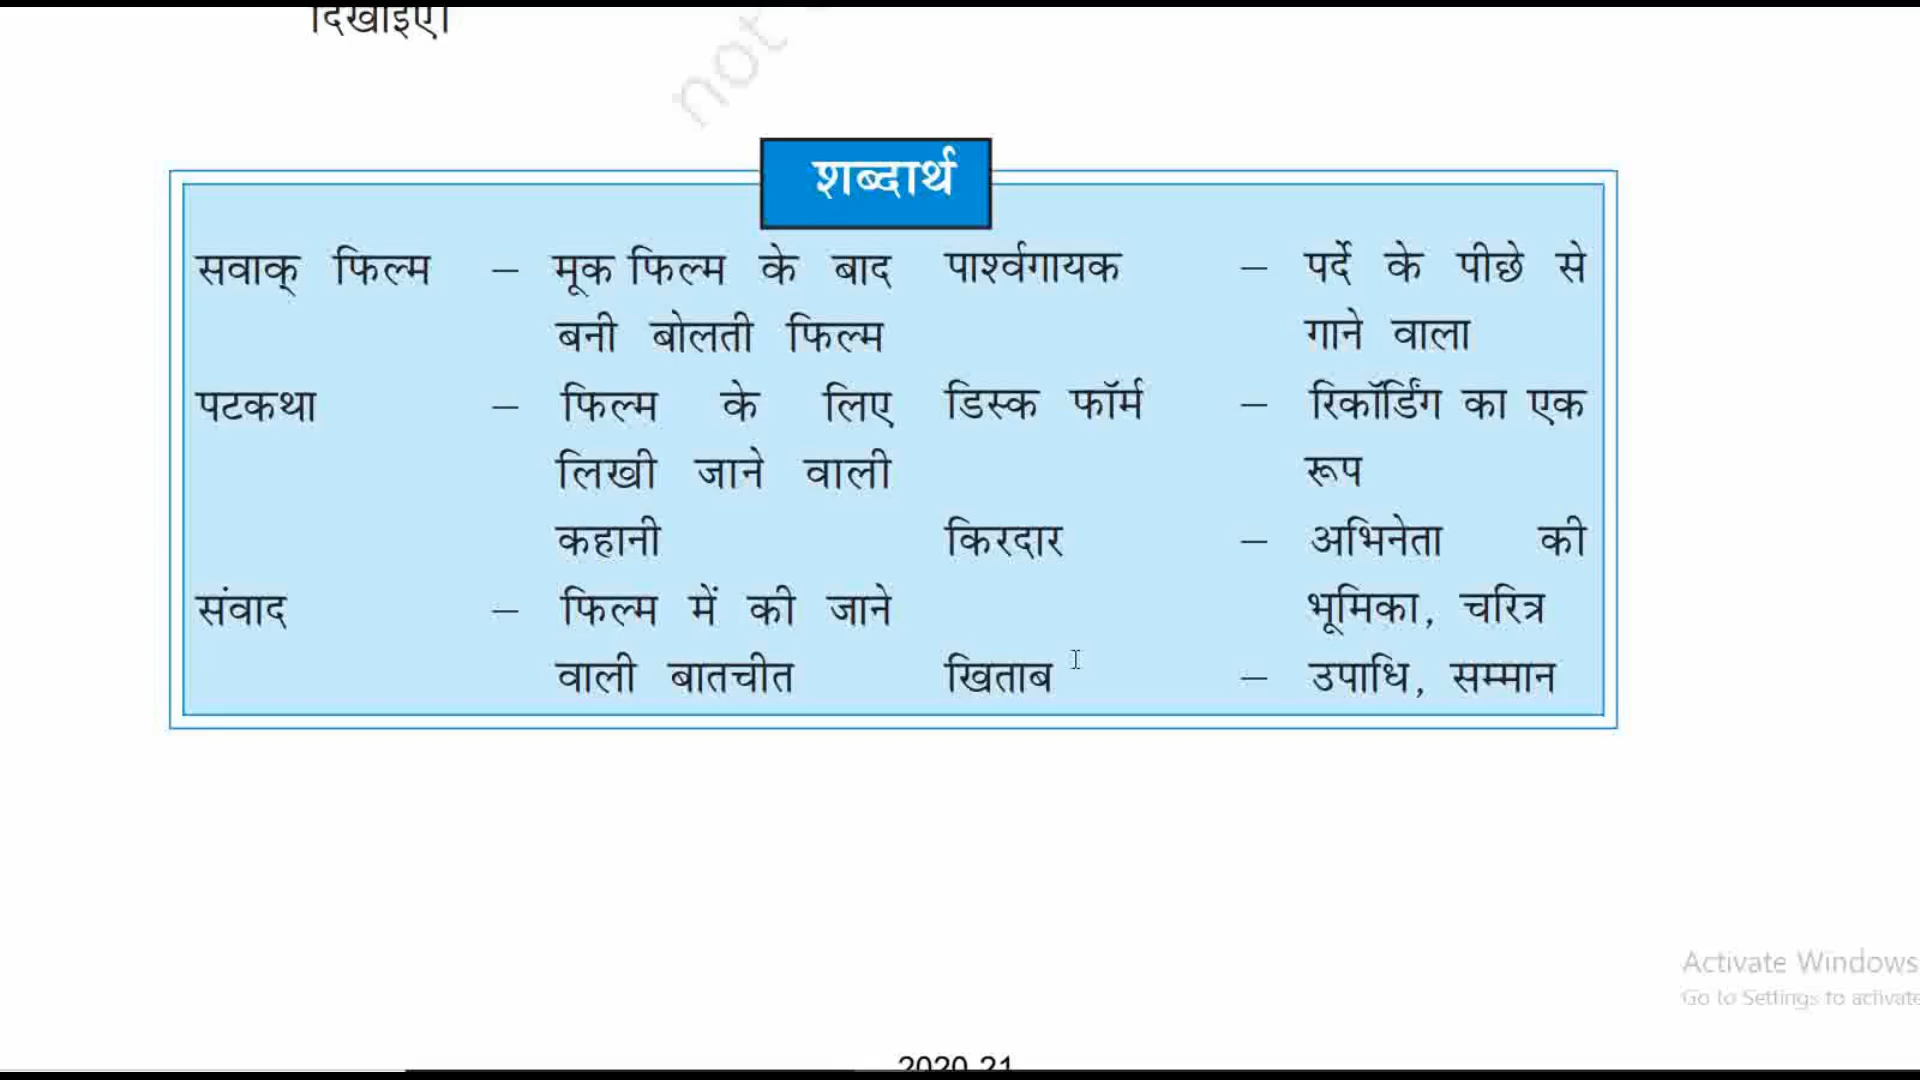 दिखाइए।
not
शब्दार्थ
सवाक् फिल्म – मूक फिल्म के बाद
बनी बोलती फिल्म
पटकथा – फिल्म के लिए
लिखी जाने वाली
कहानी
संवाद – फिल्म में की जाने
वाली बातचीत
पार्श्वगायक – पर्दे के पीछे से
गाने वाला
डिस्क फॉर्म – रिकॉर्डिंग का एक
रूप
किरदार – अभिनेता की
भूमिका, चरित्र
खिताब – उपाधि, सम्मान
Activate Windows
Go to Settings to activate
2020-21